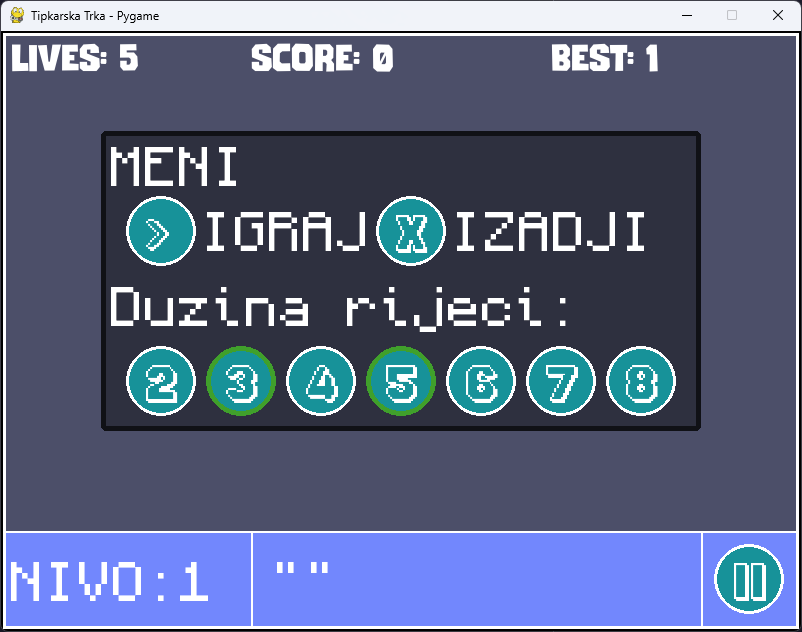 Tipkarska Trka - Pygame
LIVES: 5 SCORE: 0 BEST: 1
MENI
> IGRAJ X IZADJI
Duzina rijeci:
2 3 4 5 6 7 8
NIVO:1 ""